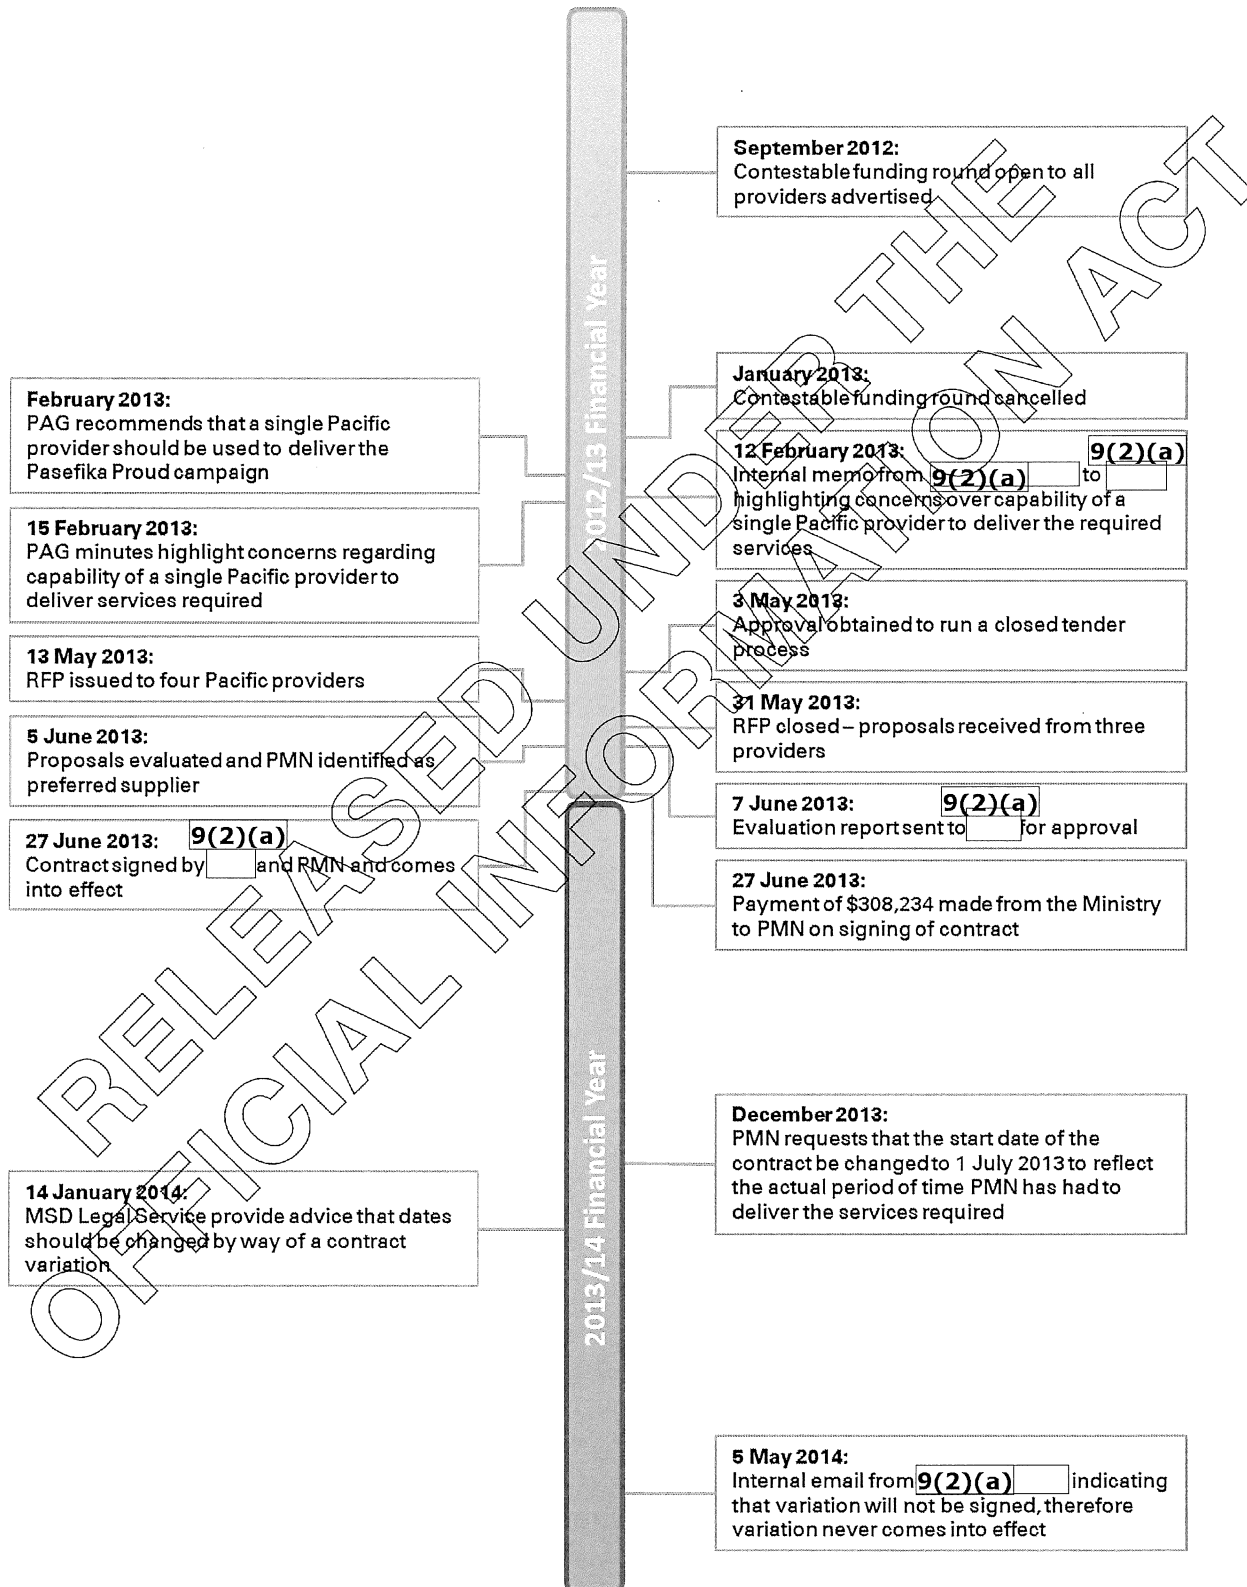 2012/13 Financial Year
September 2012:
Contestable funding round open to all
providers advertised
January 2013:
Contestable funding round cancelled
February 2013:
PAG recommends that a single Pacific
provider should be used to deliver the
Pasefika Proud campaign
12 February 2013: 9(2)(a)
Internal memo from 9(2)(a) to
highlighting concerns over capability of a
single Pacific provider to deliver the required
services
15 February 2013:
PAG minutes highlight concerns regarding
capability of a single Pacific provider to
deliver services required
3 May 2013:
Approval obtained to run a closed tender
process
13 May 2013:
RFP issued to four Pacific providers
31 May 2013:
RFP closed – proposals received from three
providers
5 June 2013:
Proposals evaluated and PMN identified as
preferred supplier
7 June 2013: 9(2)(a)
Evaluation report sent to for approval
27 June 2013: 9(2)(a)
Contract signed by and PMN and comes
into effect
27 June 2013:
Payment of $308,234 made from the Ministry
to PMN on signing of contract
2013/14 Financial Year
December 2013:
PMN requests that the start date of the
contract be changed to 1 July 2013 to reflect
the actual period of time PMN has had to
deliver the services required
14 January 2014:
MSD Legal Service provide advice that dates
should be changed by way of a contract
variation
5 May 2014:
Internal email from 9(2)(a) indicating
that variation will not be signed, therefore
variation never comes into effect
RELEASED UNDER THE
OFFICIAL INFORMATION ACT